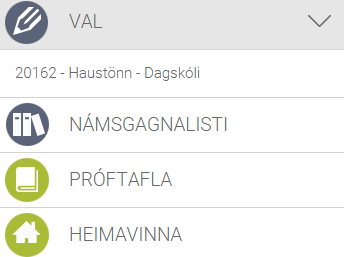 VAL
20162 - Haustönn - Dagskóli
NÁMSGAGNALISTI
PRÓFTAFLA
HEIMAVINNA